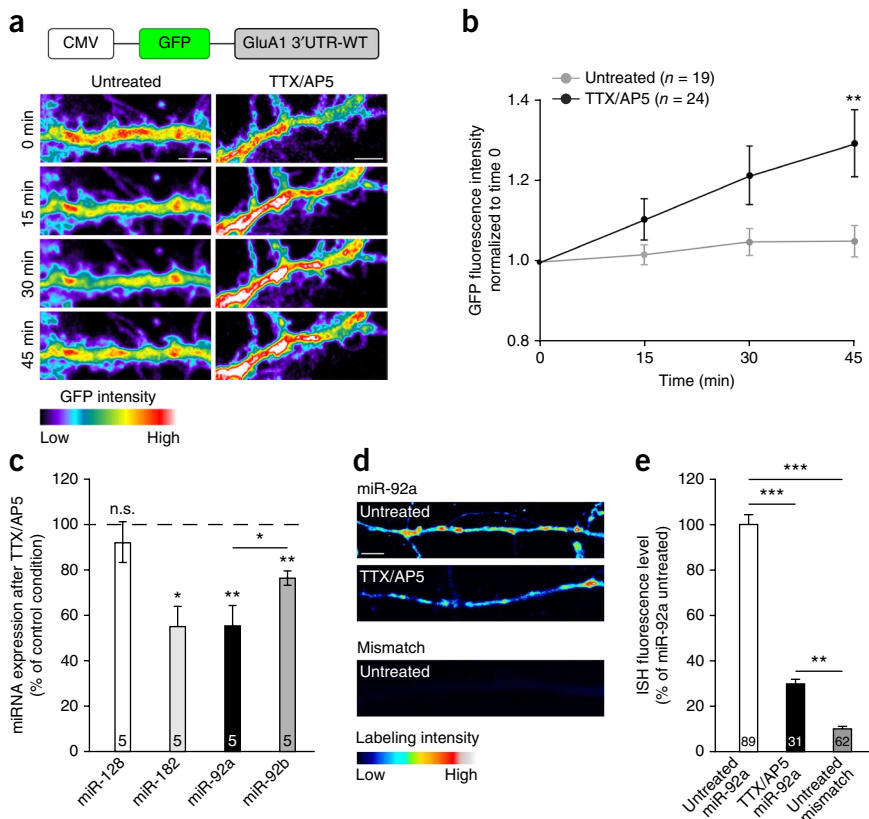 a
CMV
GFP
GluA1 3′UTR-WT
Untreated
TTX/AP5
0 min
15 min
30 min
45 min
GFP intensity
Low
High
b
Untreated (n = 19)
TTX/AP5 (n = 24)
**
GFP fluorescence intensity
normalized to time 0
1.4
1.2
1.0
0.8
0
15
30
45
Time (min)
c
miRNA expression after TTX/AP5
(% of control condition)
120
100
80
60
40
20
0
n.s.
*
**
*
**
5
5
5
5
miR-128
miR-182
miR-92a
miR-92b
d
miR-92a
Untreated
TTX/AP5
Mismatch
Untreated
Labeling intensity
Low
High
e
ISH fluorescence level
(% of miR-92a untreated)
120
100
80
60
40
20
0
***
***
**
89
31
62
Untreated
miR-92a
TTX/AP5
miR-92a
Untreated
mismatch